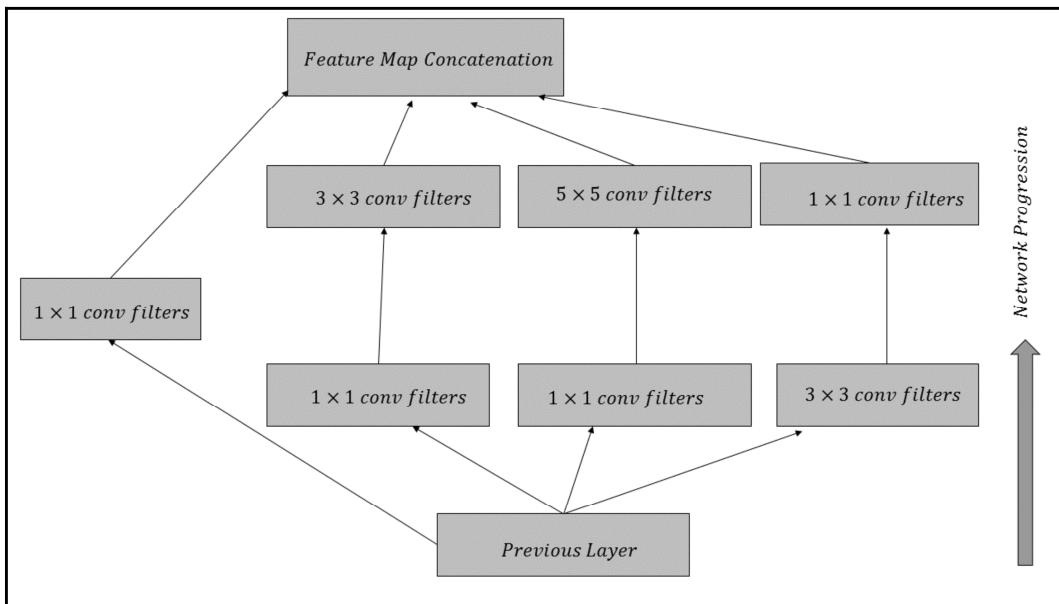 Feature Map Concatenation
3 × 3 conv filters
5 × 5 conv filters
1 × 1 conv filters
1 × 1 conv filters
1 × 1 conv filters
1 × 1 conv filters
3 × 3 conv filters
Previous Layer
Network Progression